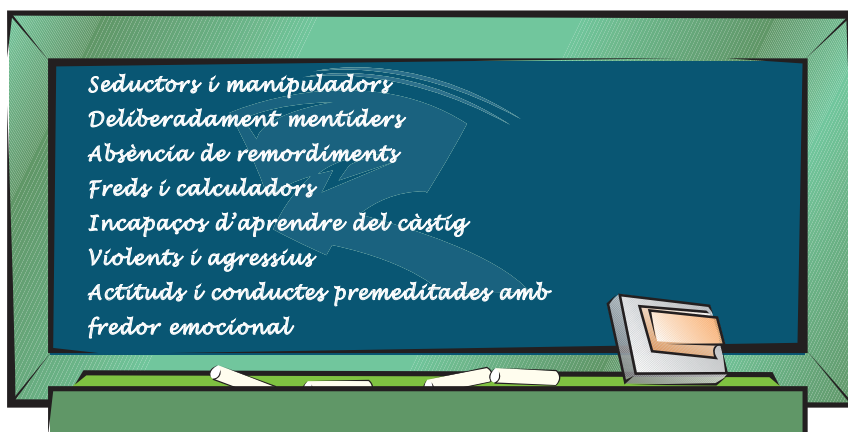 Seductors i manipuladors
Deliberadament mentiders
Absència de remordiments
Freds i calculadors
Incapaços d’aprendre del càstig
Violents i agressius
Actituds i conductes premeditades amb
fredor emocional